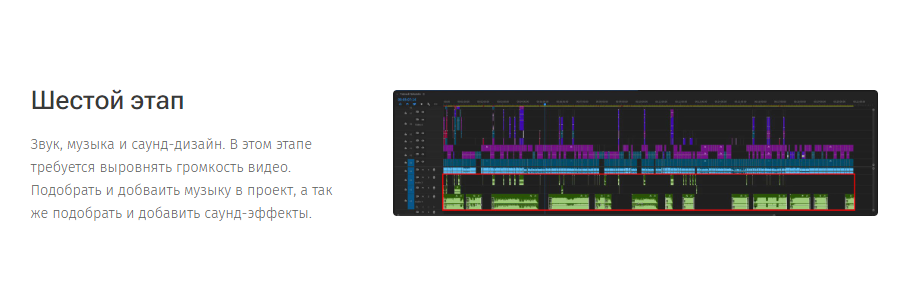 Шестой этап
Звук, музыка и саунд-дизайн. В этом этапе
требуется выровнять громкость видео.
Подобрать и добваить музыку в проект, а так
же подобрать и добавить саунд-эффекты.